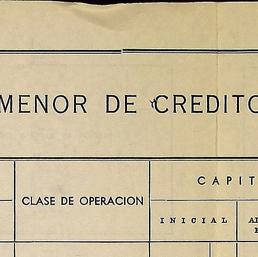 MENOR DE CREDITO
CAPIT
CLASE DE OPERACION
INICIAL